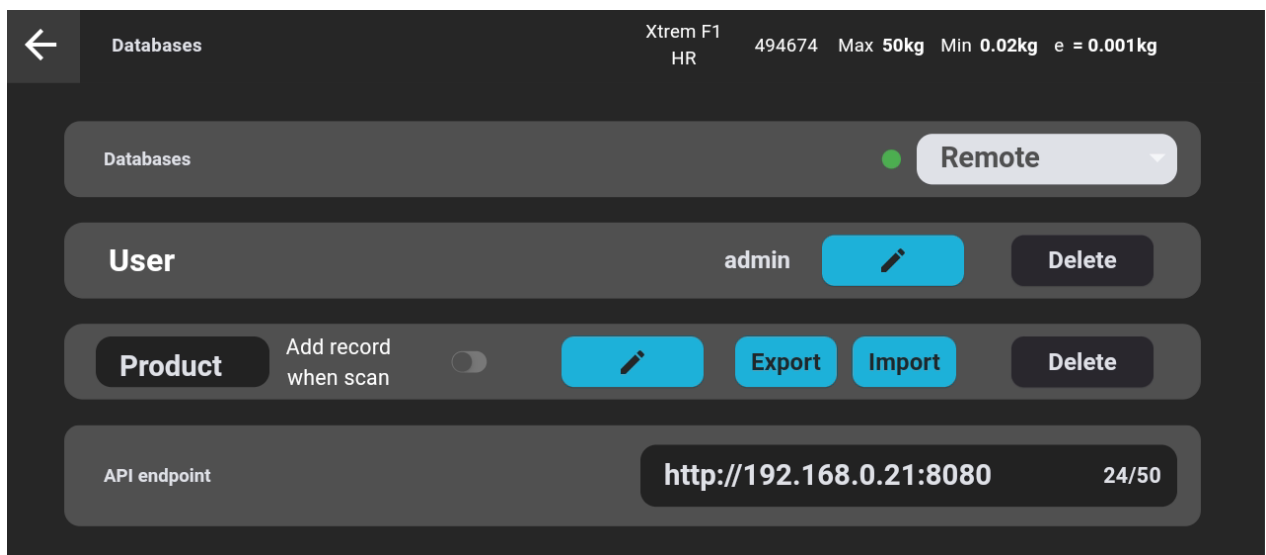 Databases
Xtrem F1
HR
494674 Max 50kg Min 0.02kg e = 0.001kg
Databases
Remote
User
admin
Delete
Product
Add record
when scan
Export
Import
Delete
API endpoint
http://192.168.0.21:8080
24/50